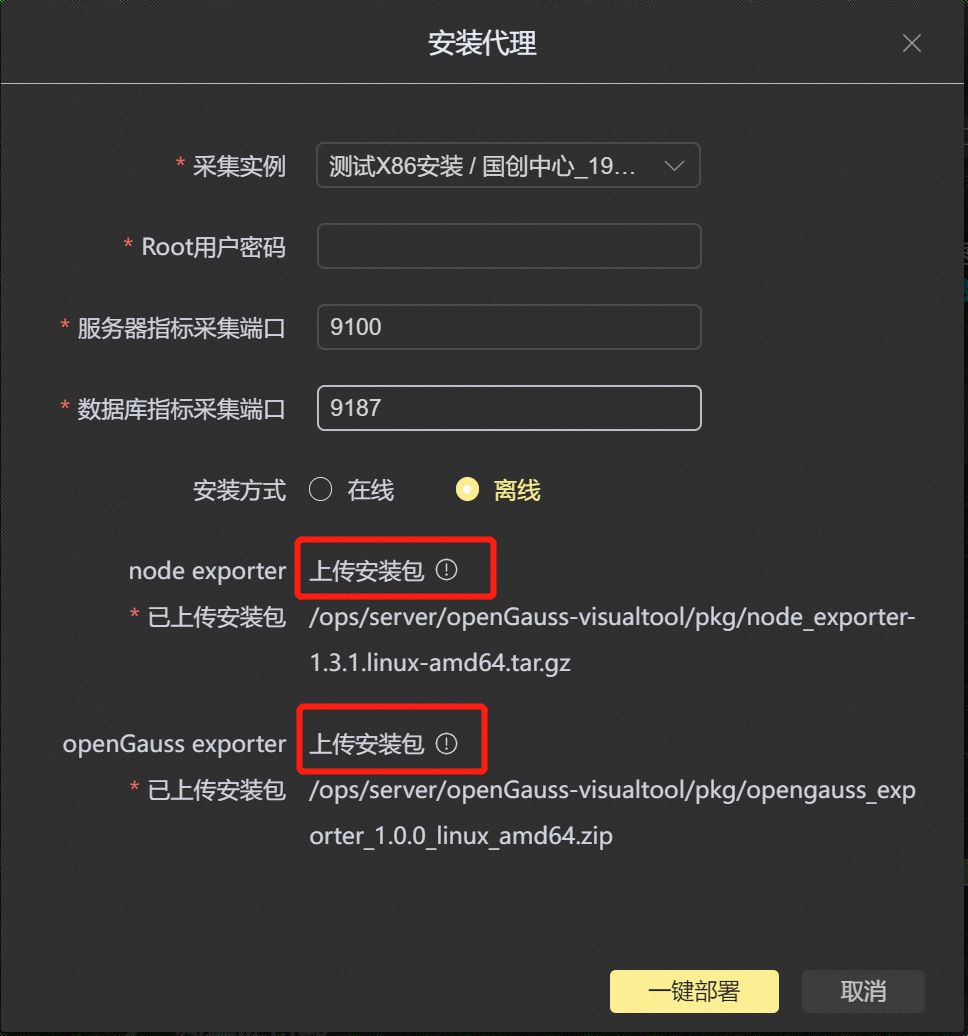 安装代理
* 采集实例 测试X86安装 / 国创中心_19...
* Root用户密码
* 服务器指标采集端口 9100
* 数据库指标采集端口 9187
安装方式 在线 离线
node exporter 上传安装包
* 已上传安装包 /ops/server/openGauss-visualtool/pkg/node_exporter-
1.3.1.linux-amd64.tar.gz
openGauss exporter 上传安装包
* 已上传安装包 /ops/server/openGauss-visualtool/pkg/opengauss_exp
orter_1.0.0_linux_amd64.zip
一键部署 取消